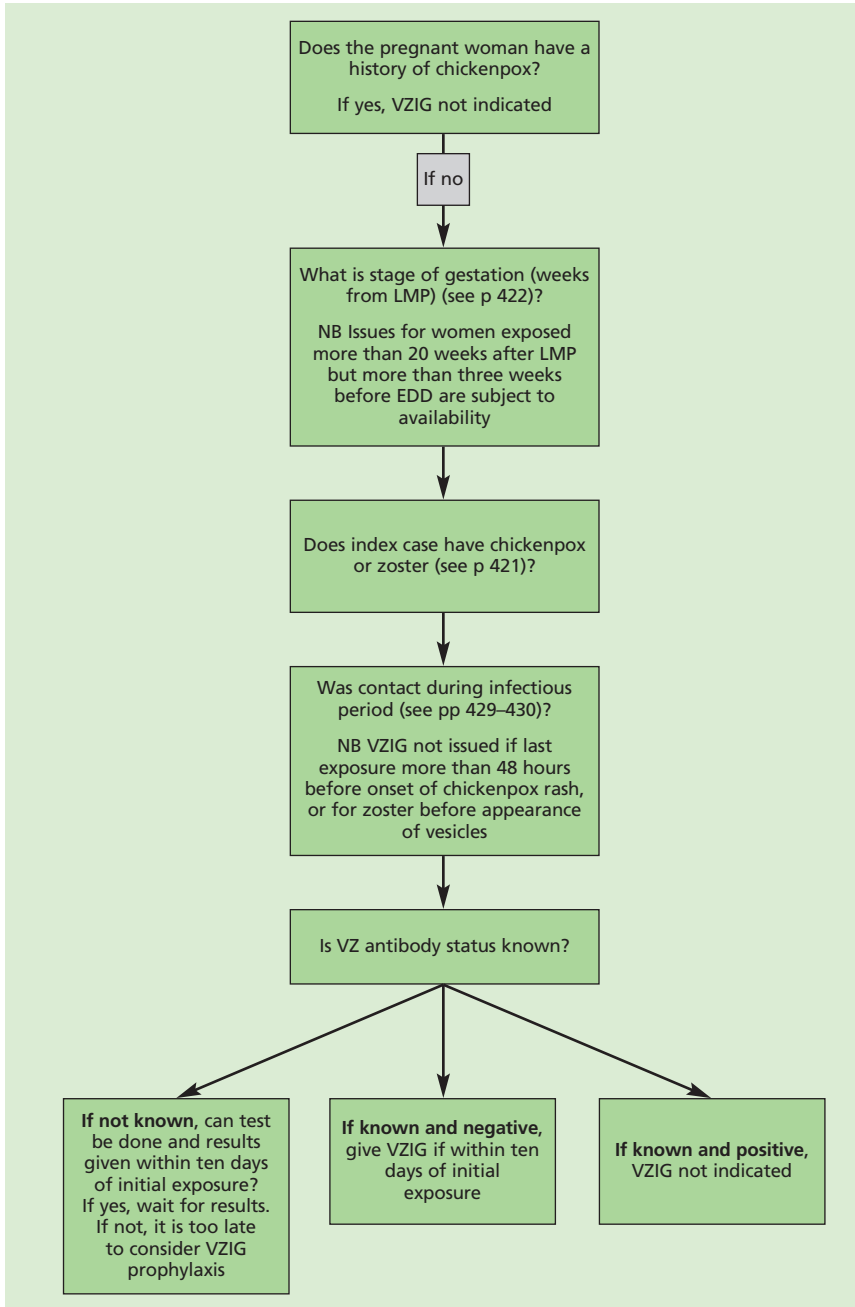 Does the pregnant woman have a
history of chickenpox?
If yes, VZIG not indicated
If no
What is stage of gestation (weeks
from LMP) (see p 422)?
NB Issues for women exposed
more than 20 weeks after LMP
but more than three weeks
before EDD are subject to
availability
Does index case have chickenpox
or zoster (see p 421)?
Was contact during infectious
period (see pp 429–430)?
NB VZIG not issued if last
exposure more than 48 hours
before onset of chickenpox rash,
or for zoster before appearance
of vesicles
Is VZ antibody status known?
If not known, can test
be done and results
given within ten days
of initial exposure?
If yes, wait for results.
If not, it is too late
to consider VZIG
prophylaxis
If known and negative,
give VZIG if within ten
days of initial
exposure
If known and positive,
VZIG not indicated